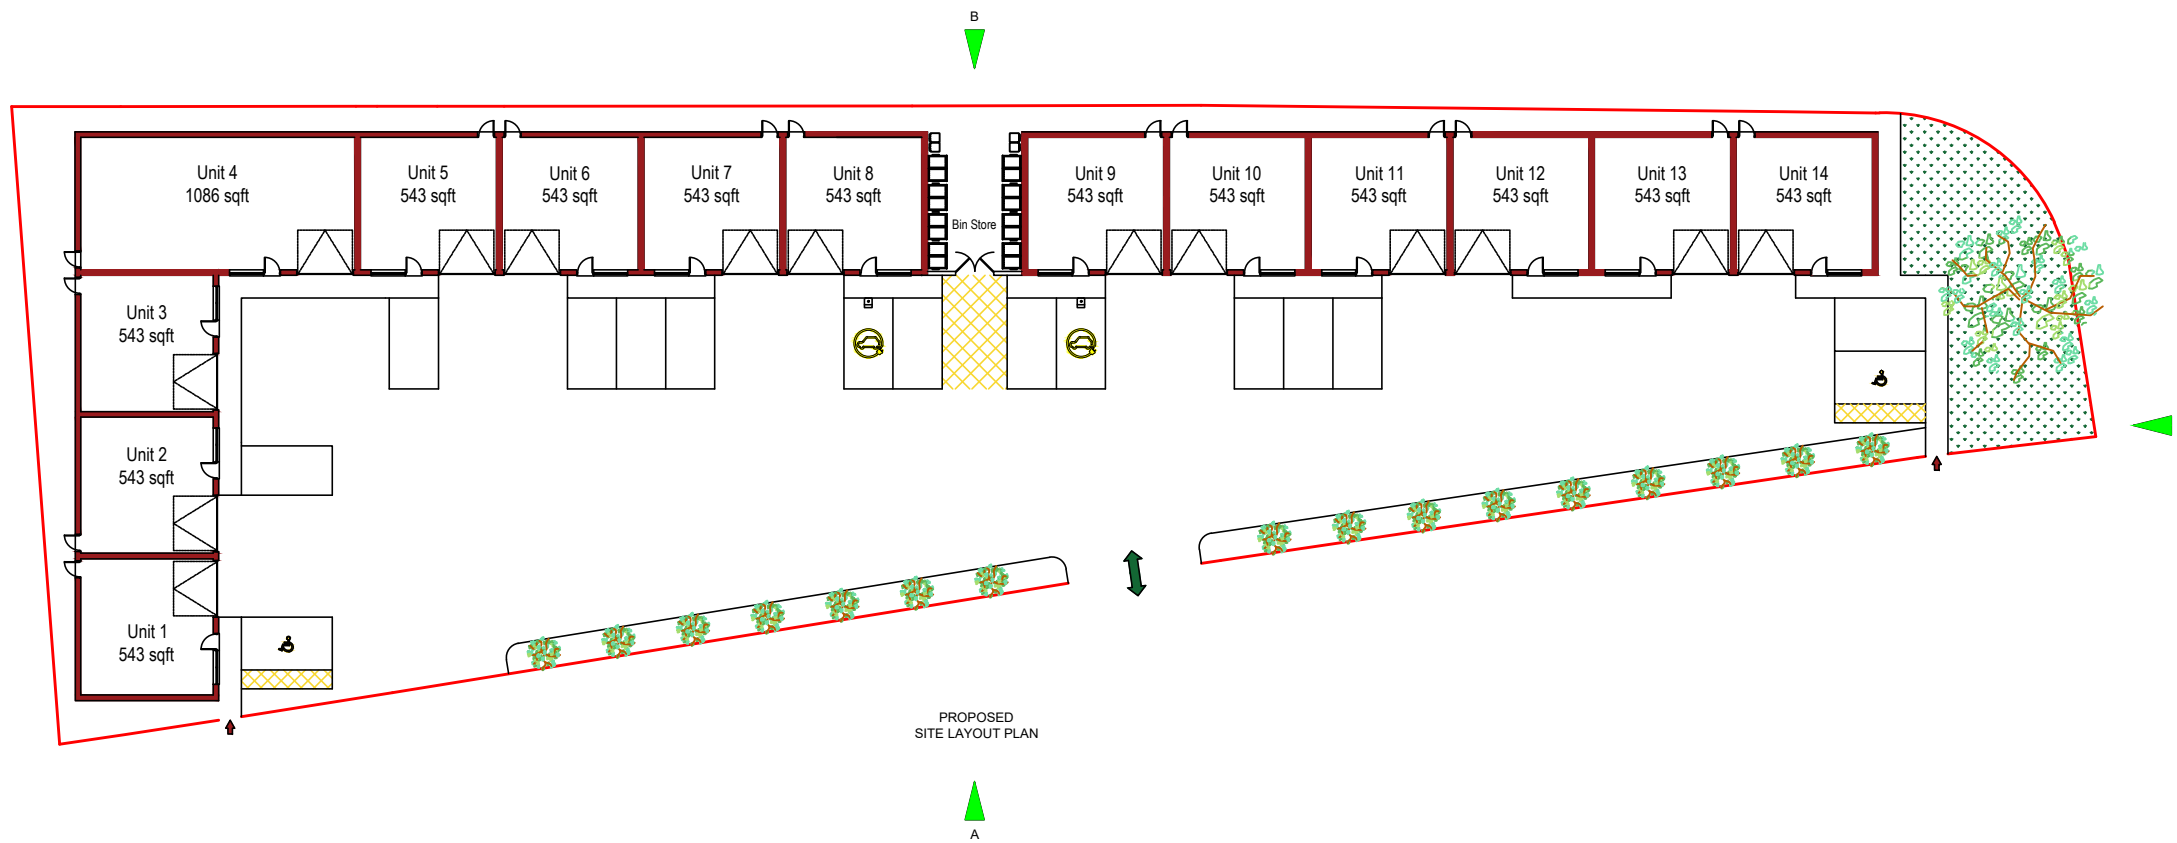 B
Unit 4
1086 sqft
Unit 5
543 sqft
Unit 6
543 sqft
Unit 7
543 sqft
Unit 8
543 sqft
Bin Store
Unit 9
543 sqft
Unit 10
543 sqft
Unit 11
543 sqft
Unit 12
543 sqft
Unit 13
543 sqft
Unit 14
543 sqft
Unit 3
543 sqft
Unit 2
543 sqft
Unit 1
543 sqft
PROPOSED
SITE LAYOUT PLAN
A